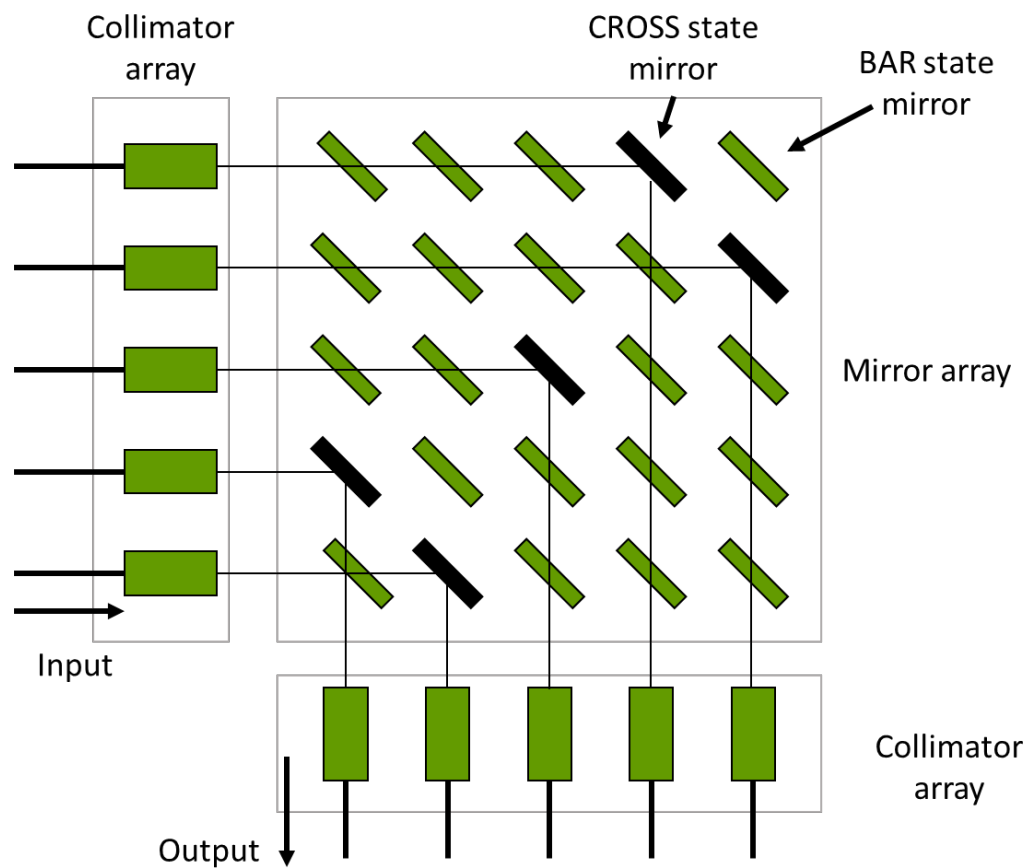 Collimator
array
CROSS state
mirror
BAR state
mirror
Mirror array
Input
Collimator
array
Output